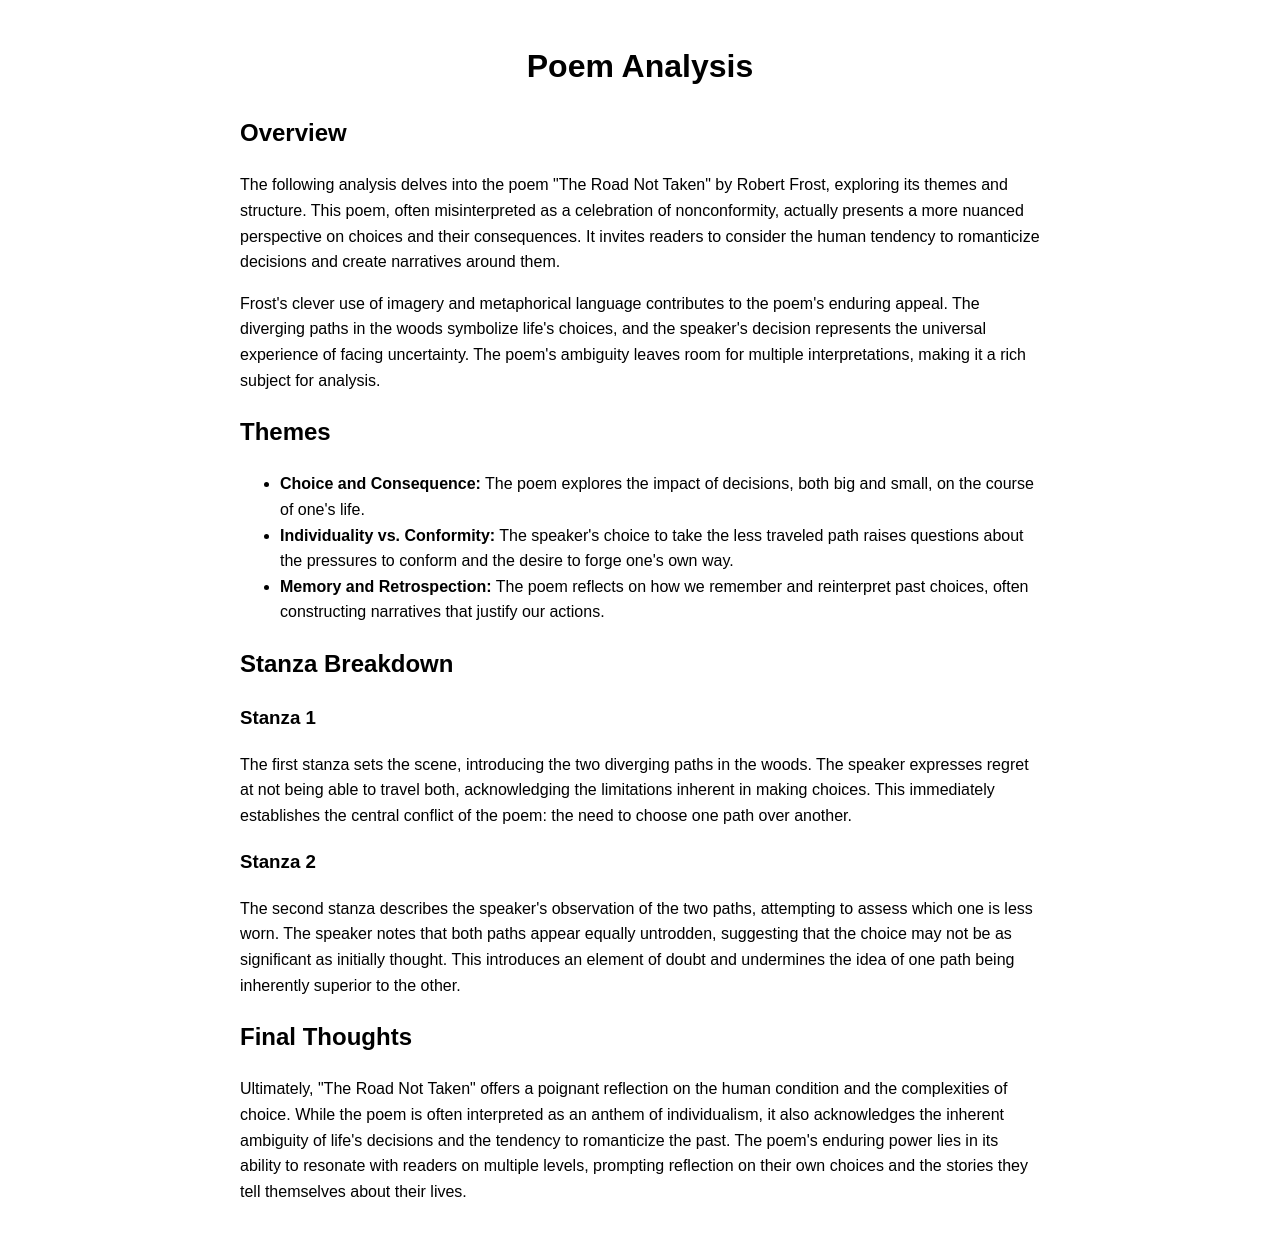 Poem Analysis
Overview
The following analysis delves into the poem "The Road Not Taken" by Robert Frost, exploring its themes and
structure. This poem, often misinterpreted as a celebration of nonconformity, actually presents a more nuanced
perspective on choices and their consequences. It invites readers to consider the human tendency to romanticize
decisions and create narratives around them.
Frost's clever use of imagery and metaphorical language contributes to the poem's enduring appeal. The
diverging paths in the woods symbolize life's choices, and the speaker's decision represents the universal
experience of facing uncertainty. The poem's ambiguity leaves room for multiple interpretations, making it a rich
subject for analysis.
Themes
• Choice and Consequence: The poem explores the impact of decisions, both big and small, on the course
of one's life.
• Individuality vs. Conformity: The speaker's choice to take the less traveled path raises questions about
the pressures to conform and the desire to forge one's own way.
• Memory and Retrospection: The poem reflects on how we remember and reinterpret past choices, often
constructing narratives that justify our actions.
Stanza Breakdown
Stanza 1
The first stanza sets the scene, introducing the two diverging paths in the woods. The speaker expresses regret
at not being able to travel both, acknowledging the limitations inherent in making choices. This immediately
establishes the central conflict of the poem: the need to choose one path over another.
Stanza 2
The second stanza describes the speaker's observation of the two paths, attempting to assess which one is less
worn. The speaker notes that both paths appear equally untrodden, suggesting that the choice may not be as
significant as initially thought. This introduces an element of doubt and undermines the idea of one path being
inherently superior to the other.
Final Thoughts
Ultimately, "The Road Not Taken" offers a poignant reflection on the human condition and the complexities of
choice. While the poem is often interpreted as an anthem of individualism, it also acknowledges the inherent
ambiguity of life's decisions and the tendency to romanticize the past. The poem's enduring power lies in its
ability to resonate with readers on multiple levels, prompting reflection on their own choices and the stories they
tell themselves about their lives.